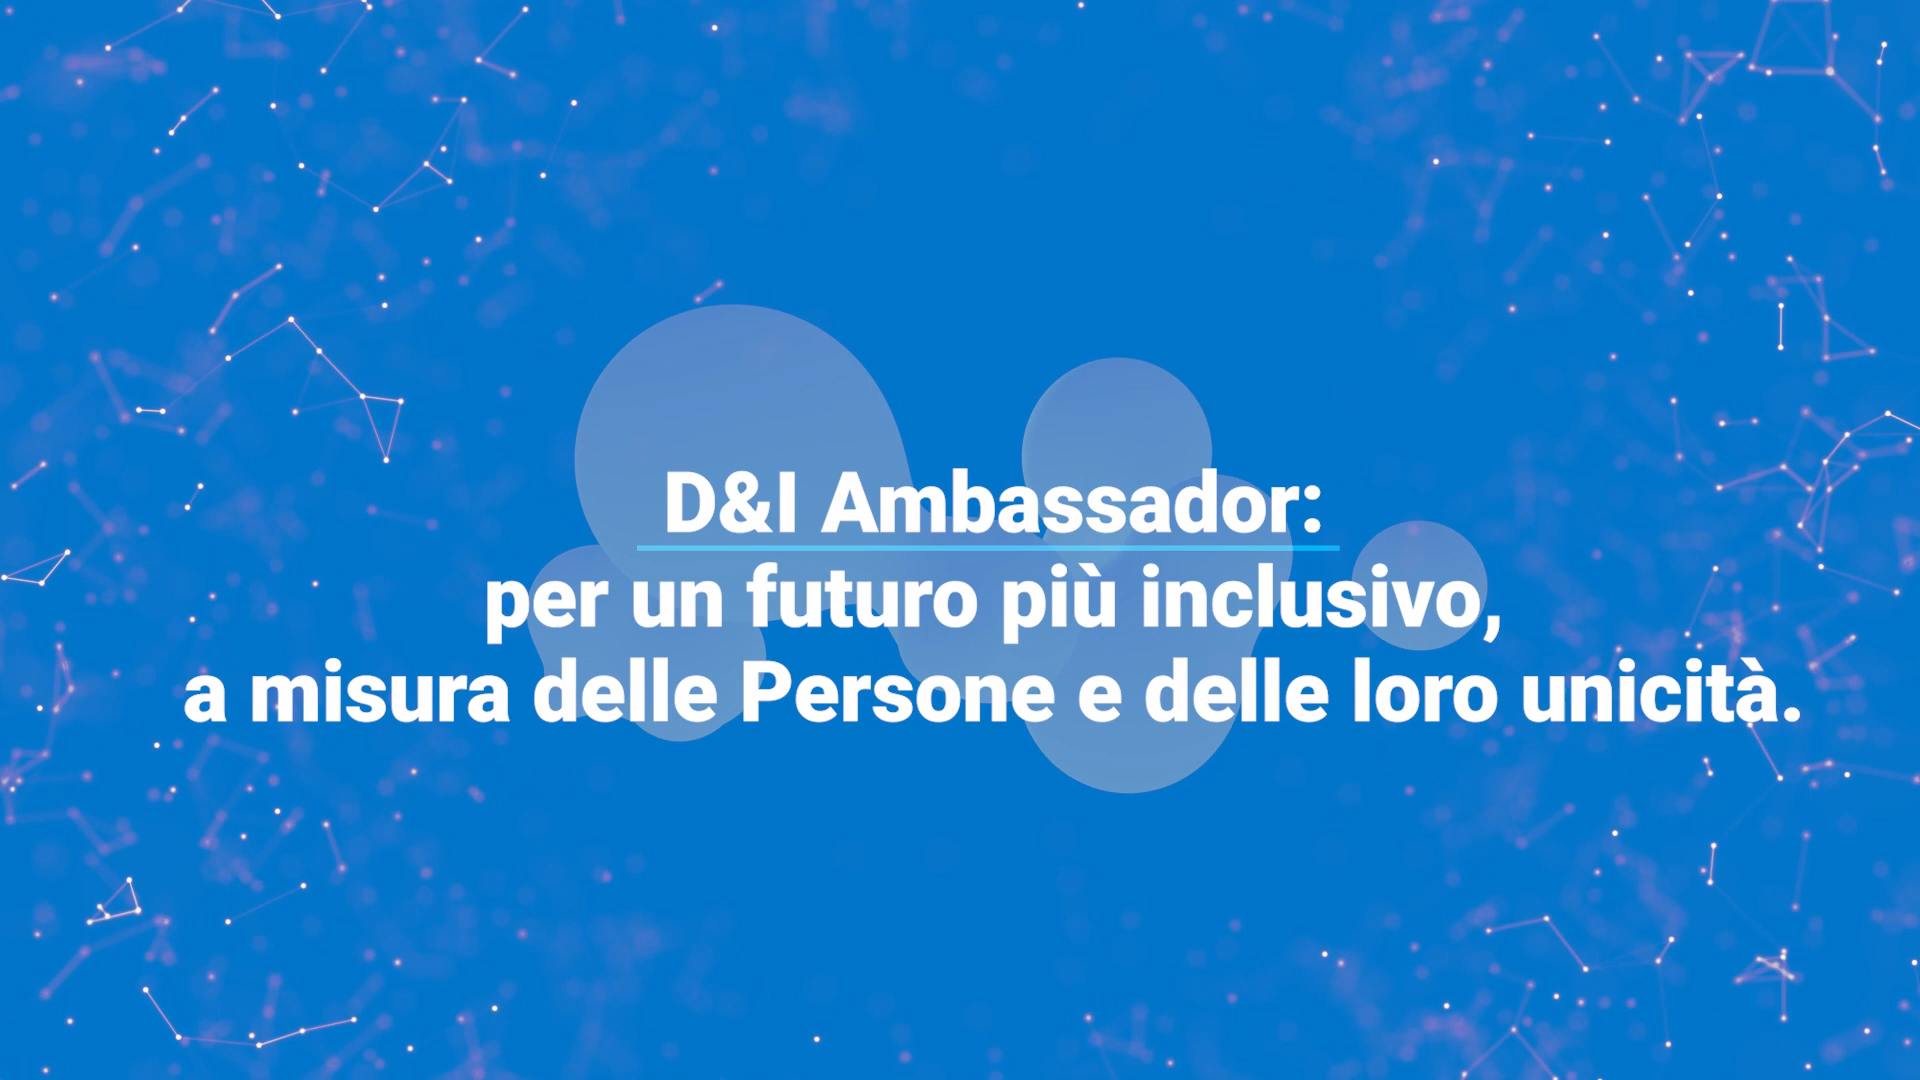 D&I Ambassador:
per un futuro più inclusivo,
a misura delle Persone e delle loro unicità.